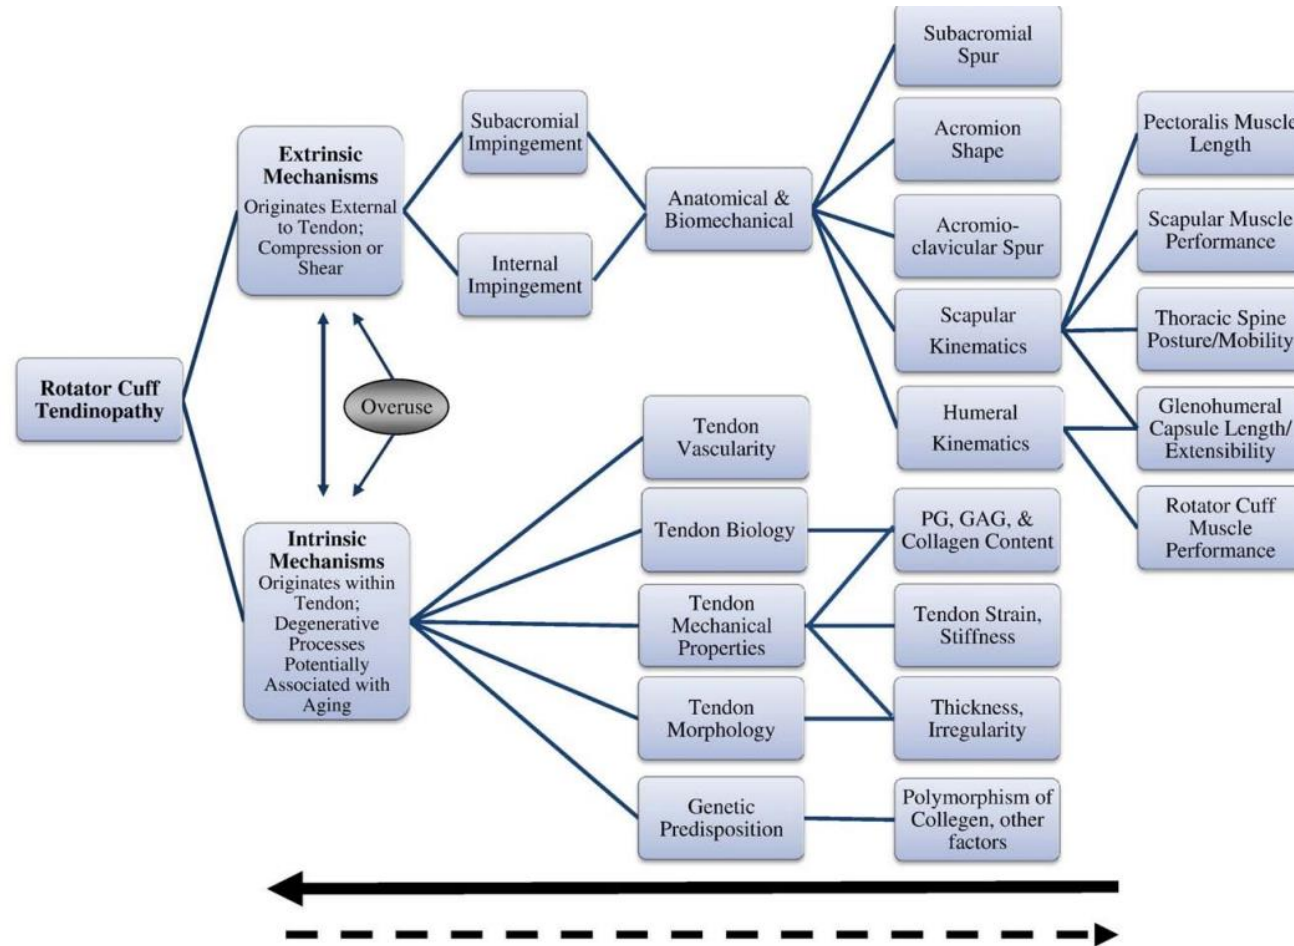 Rotator Cuff
Tendinopathy
Extrinsic
Mechanisms
Originates External
to Tendon;
Compression or
Shear
Overuse
Intrinsic
Mechanisms
Originates within
Tendon;
Degenerative
Processes
Potentially
Associated with
Aging
Subacromial
Impingement
Internal
Impingement
Anatomical &
Biomechanical
Subacromial
Spur
Acromion
Shape
Acromio-
clavicular Spur
Scapular
Kinematics
Humeral
Kinematics
Pectoralis Muscle
Length
Scapular Muscle
Performance
Thoracic Spine
Posture/Mobility
Glenohumeral
Capsule Length/
Extensibility
Rotator Cuff
Muscle
Performance
Tendon
Vascularity
Tendon Biology
Tendon
Mechanical
Properties
Tendon
Morphology
Genetic
Predisposition
PG, GAG, &
Collagen Content
Tendon Strain,
Stiffness
Thickness,
Irregularity
Polymorphism of
Collegen, other
factors